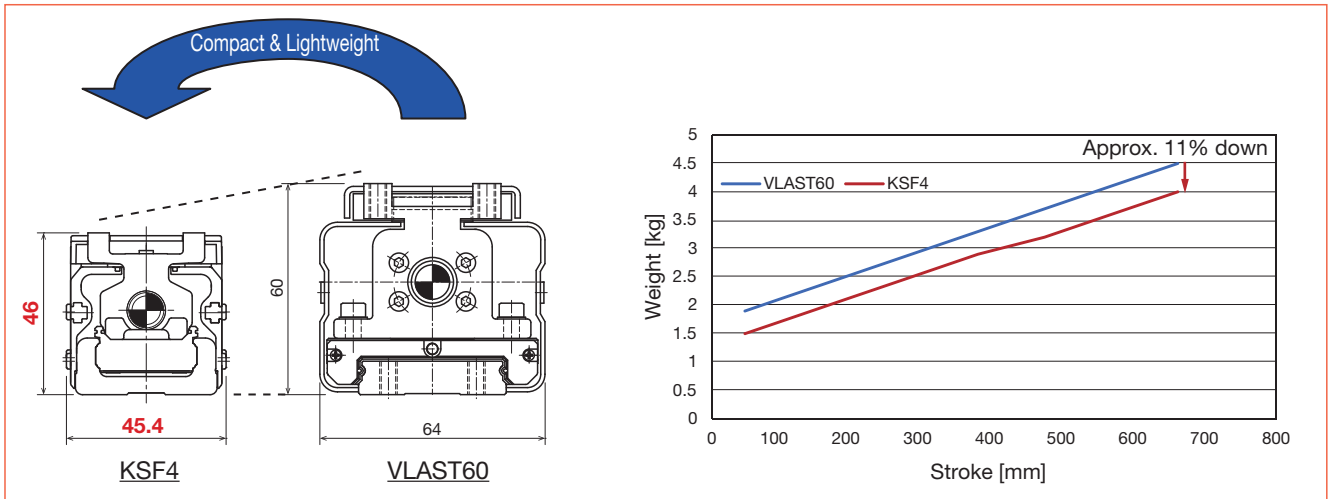 Compact & Lightweight
46
45.4
KSF4
60
64
VLAST60
Approx. 11% down
VLAST60
KSF4
Weight [kg]
5
4.5
4
3.5
3
2.5
2
1.5
1
0.5
0
0 100 200 300 400 500 600 700 800
Stroke [mm]